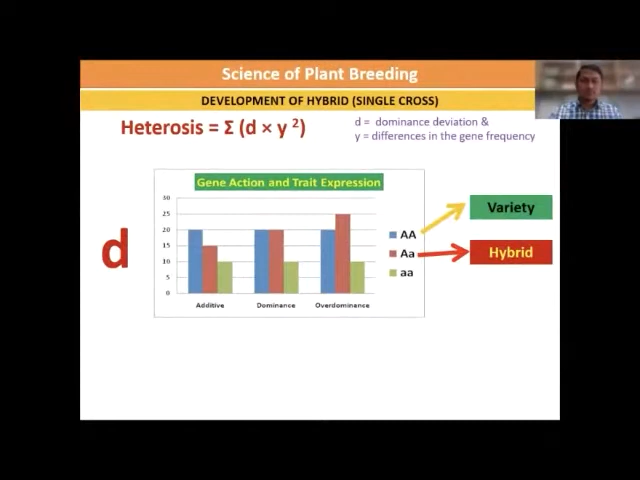 Science of Plant Breeding
DEVELOPMENT OF HYBRID (SINGLE CROSS)
Heterosis = Σ (d × y ²)
d = dominance deviation &
y = differences in the gene frequency
Gene Action and Trait Expression
30
25
20
15
10
5
0
Additive
Dominance
Overdominance
AA
Aa
aa
Variety
Hybrid
d